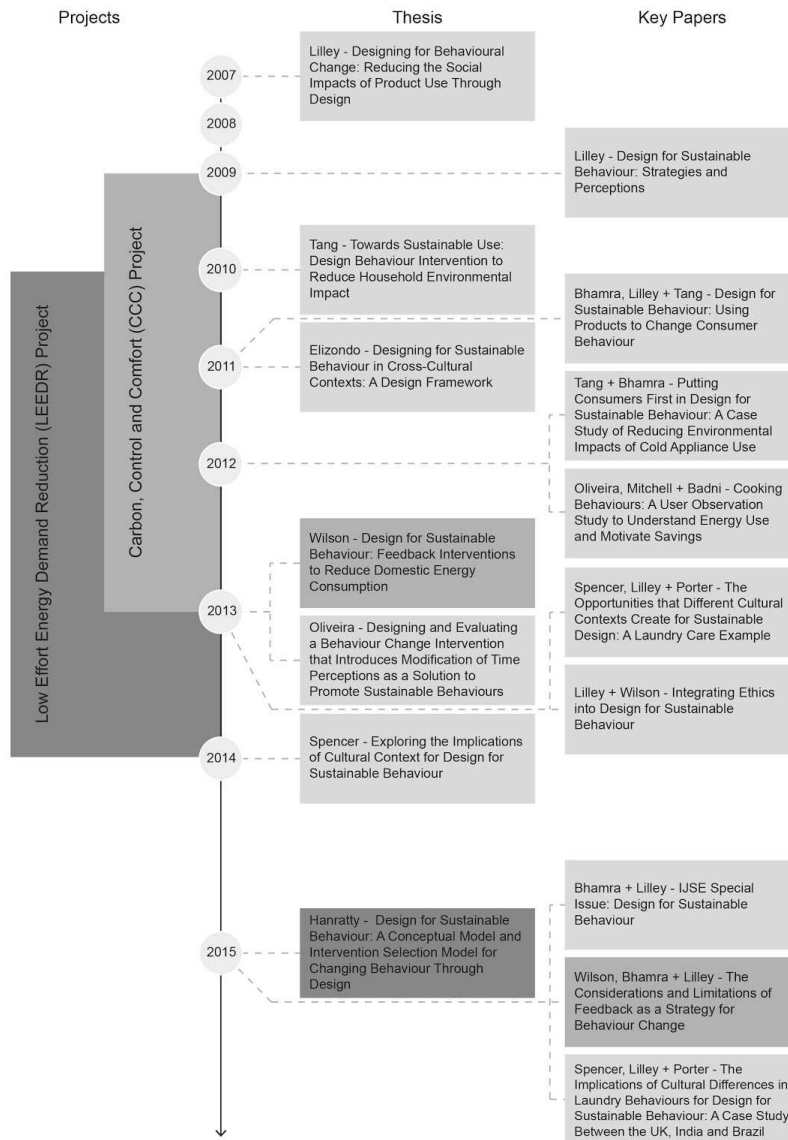 Projects
Thesis
Key Papers
2007
Lilley - Designing for Behavioural
Change: Reducing the Social
Impacts of Product Use Through
Design
2008
2009
Lilley - Design for Sustainable
Behaviour: Strategies and
Perceptions
Low Effort Energy Demand Reduction (LEEDR) Project
Carbon, Control and Comfort (CCC) Project
2010
Tang - Towards Sustainable Use:
Design Behaviour Intervention to
Reduce Household Environmental
Impact
Bhamra, Lilley + Tang - Design for
Sustainable Behaviour: Using
Products to Change Consumer
Behaviour
2011
Elizondo - Designing for Sustainable
Behaviour in Cross-Cultural
Contexts: A Design Framework
Tang + Bhamra - Putting
Consumers First in Design for
Sustainable Behaviour: A Case
Study of Reducing Environmental
Impacts of Cold Appliance Use
2012
Oliveira, Mitchell + Badni - Cooking
Behaviours: A User Observation
Study to Understand Energy Use
and Motivate Savings
Wilson - Design for Sustainable
Behaviour: Feedback Interventions
to Reduce Domestic Energy
Consumption
2013
Oliveira - Designing and Evaluating
a Behaviour Change Intervention
that Introduces Modification of Time
Perceptions as a Solution to
Promote Sustainable Behaviours
Spencer, Lilley + Porter - The
Opportunities that Different Cultural
Contexts Create for Sustainable
Design: A Laundry Care Example
Lilley + Wilson - Integrating Ethics
into Design for Sustainable
Behaviour
2014
Spencer - Exploring the Implications
of Cultural Context for Design for
Sustainable Behaviour
2015
Hanratty - Design for Sustainable
Behaviour: A Conceptual Model and
Intervention Selection Model for
Changing Behaviour Through
Design
Bhamra + Lilley - IJSE Special
Issue: Design for Sustainable
Behaviour
Wilson, Bhamra + Lilley - The
Considerations and Limitations of
Feedback as a Strategy for
Behaviour Change
Spencer, Lilley + Porter - The
Implications of Cultural Differences in
Laundry Behaviours for Design for
Sustainable Behaviour: A Case Study
Between the UK, India and Brazil